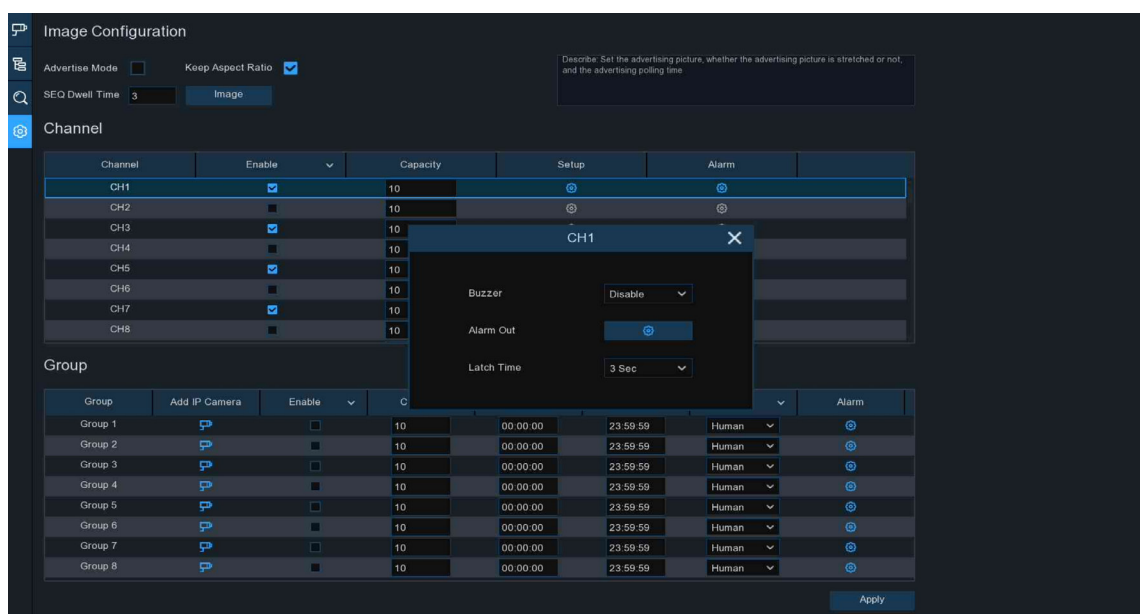 Image Configuration
Advertise Mode Keep Aspect Ratio
Describe: Set the advertising picture, whether the advertising picture is stretched or not,
and the advertising polling time
SEQ Dwell Time 3 Image
Channel
Channel Enable Capacity Setup Alarm
CH1 10
CH2 10
CH3 10
CH4 10
CH5 10
CH6 10
CH7 10
CH8 10
CH1
Buzzer Disable
Alarm Out
Latch Time 3 Sec
Group
Group Add IP Camera Enable C Alarm
Group 1 10 00:00:00 23:59:59 Human
Group 2 10 00:00:00 23:59:59 Human
Group 3 10 00:00:00 23:59:59 Human
Group 4 10 00:00:00 23:59:59 Human
Group 5 10 00:00:00 23:59:59 Human
Group 6 10 00:00:00 23:59:59 Human
Group 7 10 00:00:00 23:59:59 Human
Group 8 10 00:00:00 23:59:59 Human
Apply